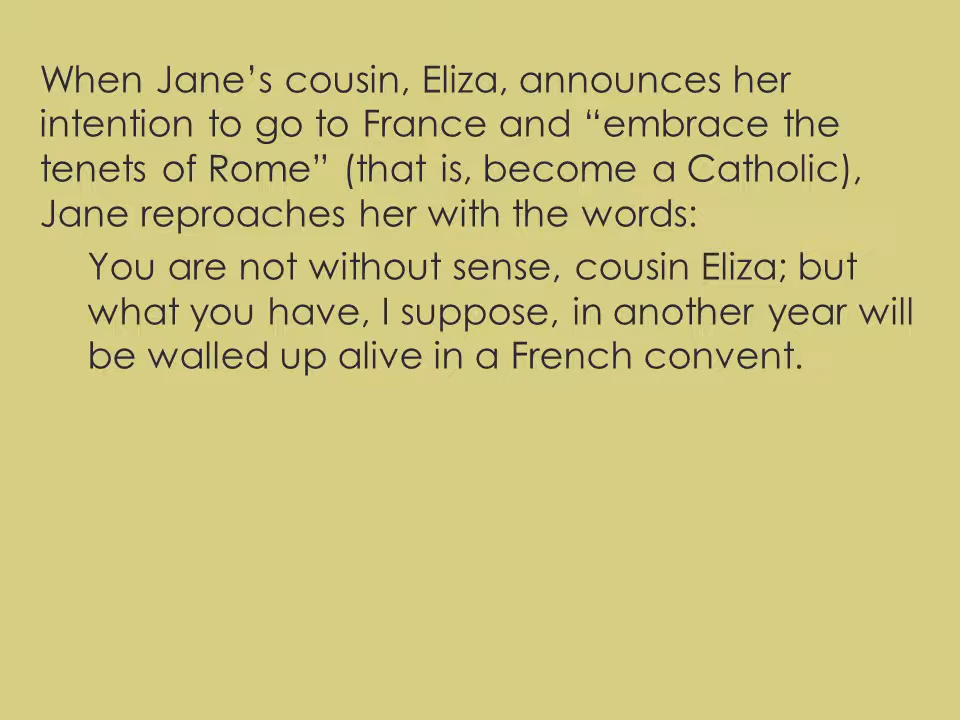 When Jane’s cousin, Eliza, announces her
intention to go to France and “embrace the
tenets of Rome” (that is, become a Catholic),
Jane reproaches her with the words:
You are not without sense, cousin Eliza; but
what you have, I suppose, in another year will
be walled up alive in a French convent.